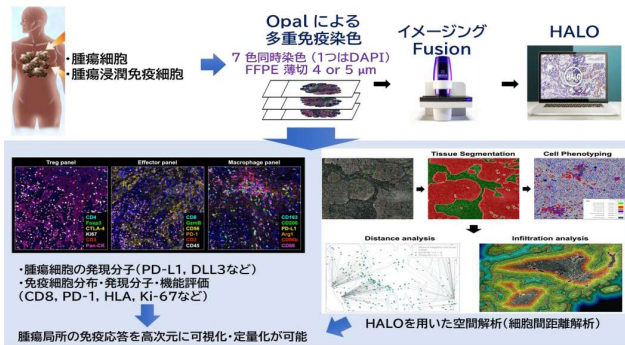 ・腫瘍細胞
・腫瘍浸潤免疫細胞
Opal による
多重免疫染色
7 色同時染色 (1つはDAPI)
FFPE 薄切 4 or 5 μm
イメージング
Fusion
HALO
HALO
Treg panel
CD4
Foxp3
CTLA-4
Ki67
CD3
Pan-CK
Effector panel
CD8
GzmB
CD56
PD-1
CD3
CD45
Macrophage panel
CD163
CD206
PD-L1
Arg1
CD68
Tissue Segmentation
Cell Phenotyping
Distance analysis
Infiltration analysis
・腫瘍細胞の発現分子(PD-L1, DLL3など)
・免疫細胞分布・発現分子・機能評価
(CD8, PD-1, HLA, Ki-67など)
腫瘍局所の免疫応答を高次元に可視化・定量化が可能
HALOを用いた空間解析(細胞間距離解析)